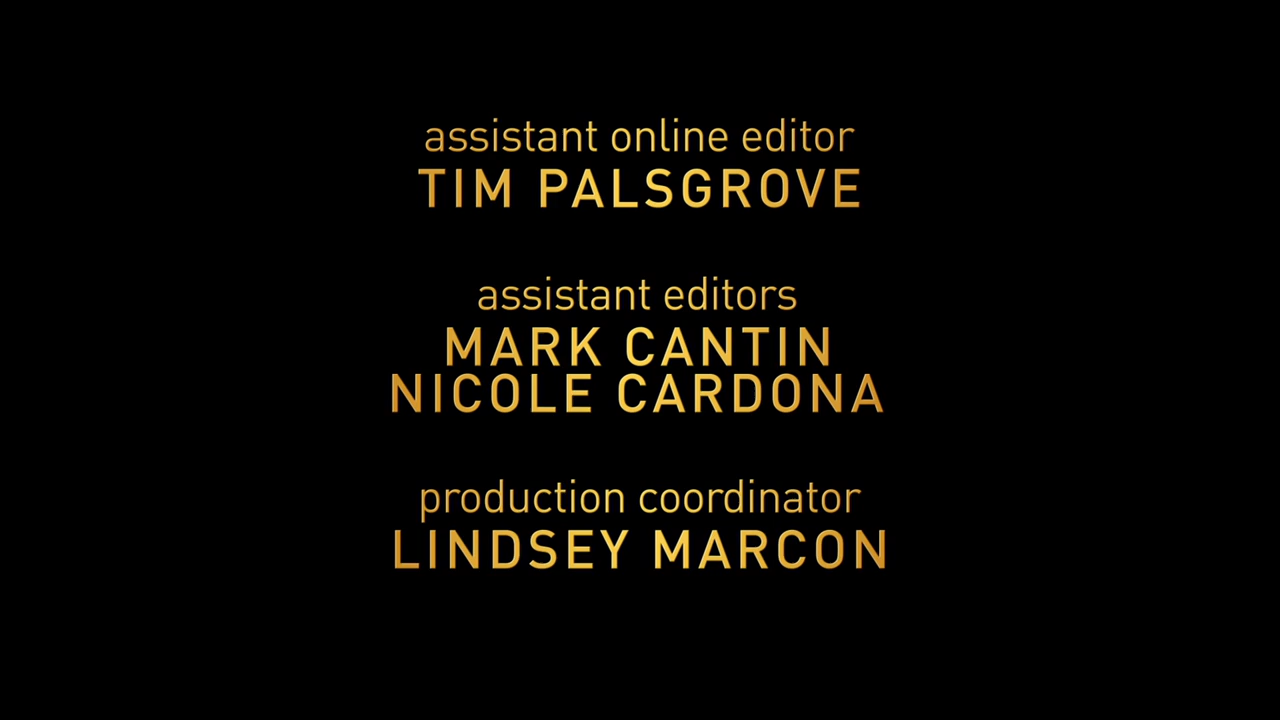 assistant online editor
TIM PALSGROVE
assistant editors
MARK CANTIN
NICOLE CARDONA
production coordinator
LINDSEY MARCON